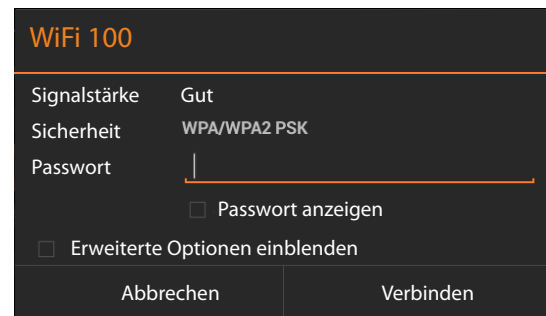 WiFi 100
Signalstärke Gut
Sicherheit WPA/WPA2 PSK
Passwort
Passwort anzeigen
Erweiterte Optionen einblenden
Abbrechen Verbinden